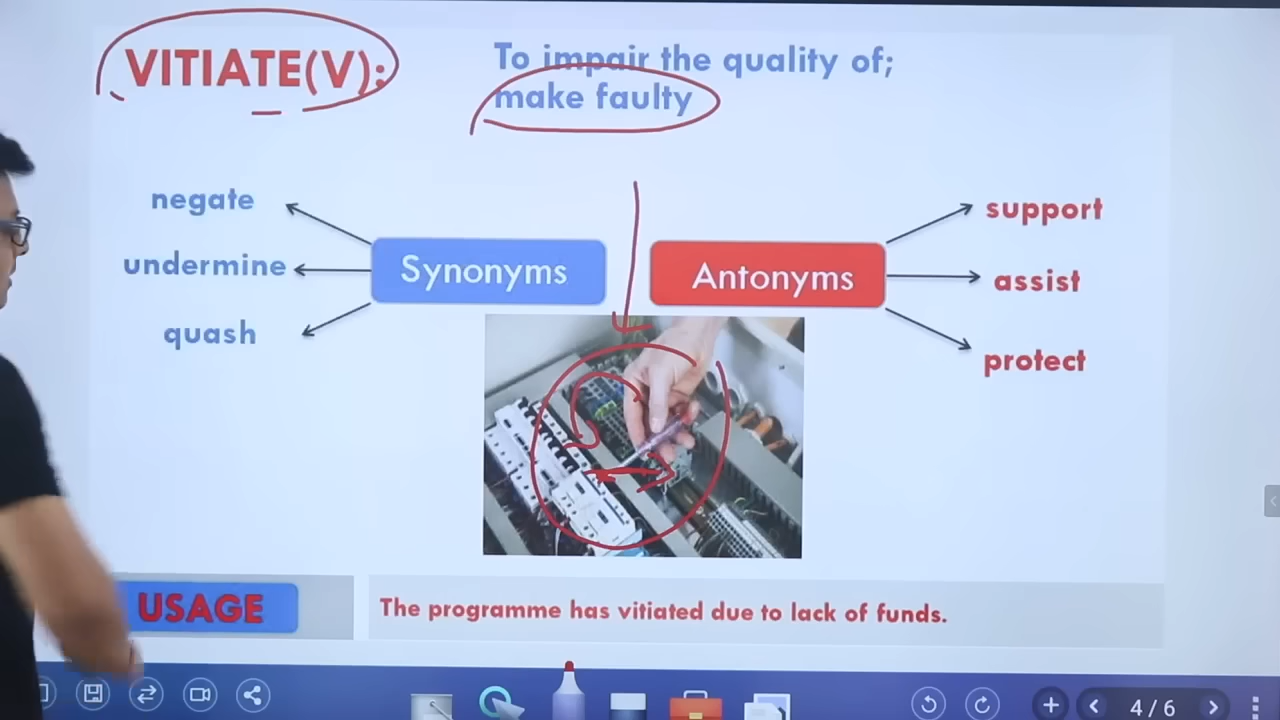 VITIATE(V):
To impair the quality of;
make faulty
negate
undermine
quash
Synonyms
Antonyms
support
assist
protect
USAGE
The programme has vitiated due to lack of funds.
4 / 6